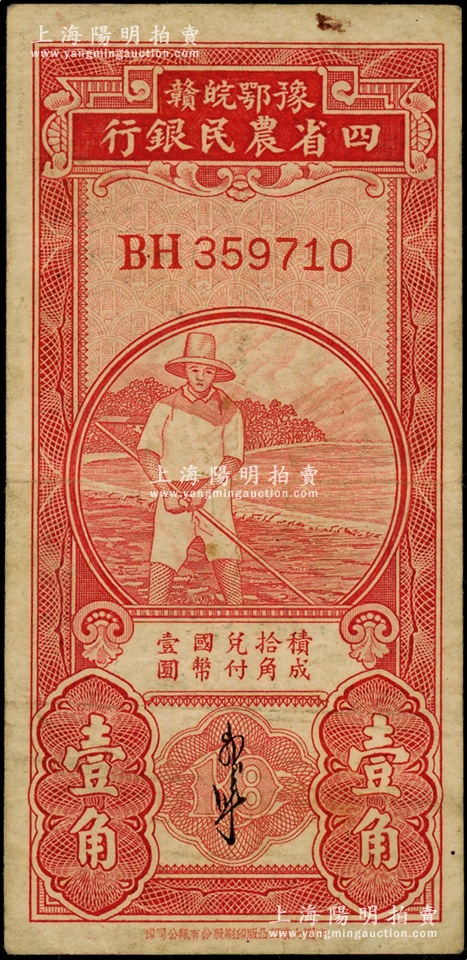 上海陽明拍賣
www.yangmingauction.com
豫鄂皖贛
四省農民銀行
BH 359710
上海陽明拍賣
www.yangmingauction.com
積成
拾角
兌付
國幣
壹圓
壹角
壹角
上海陽明拍賣
www.yangmingauction.com